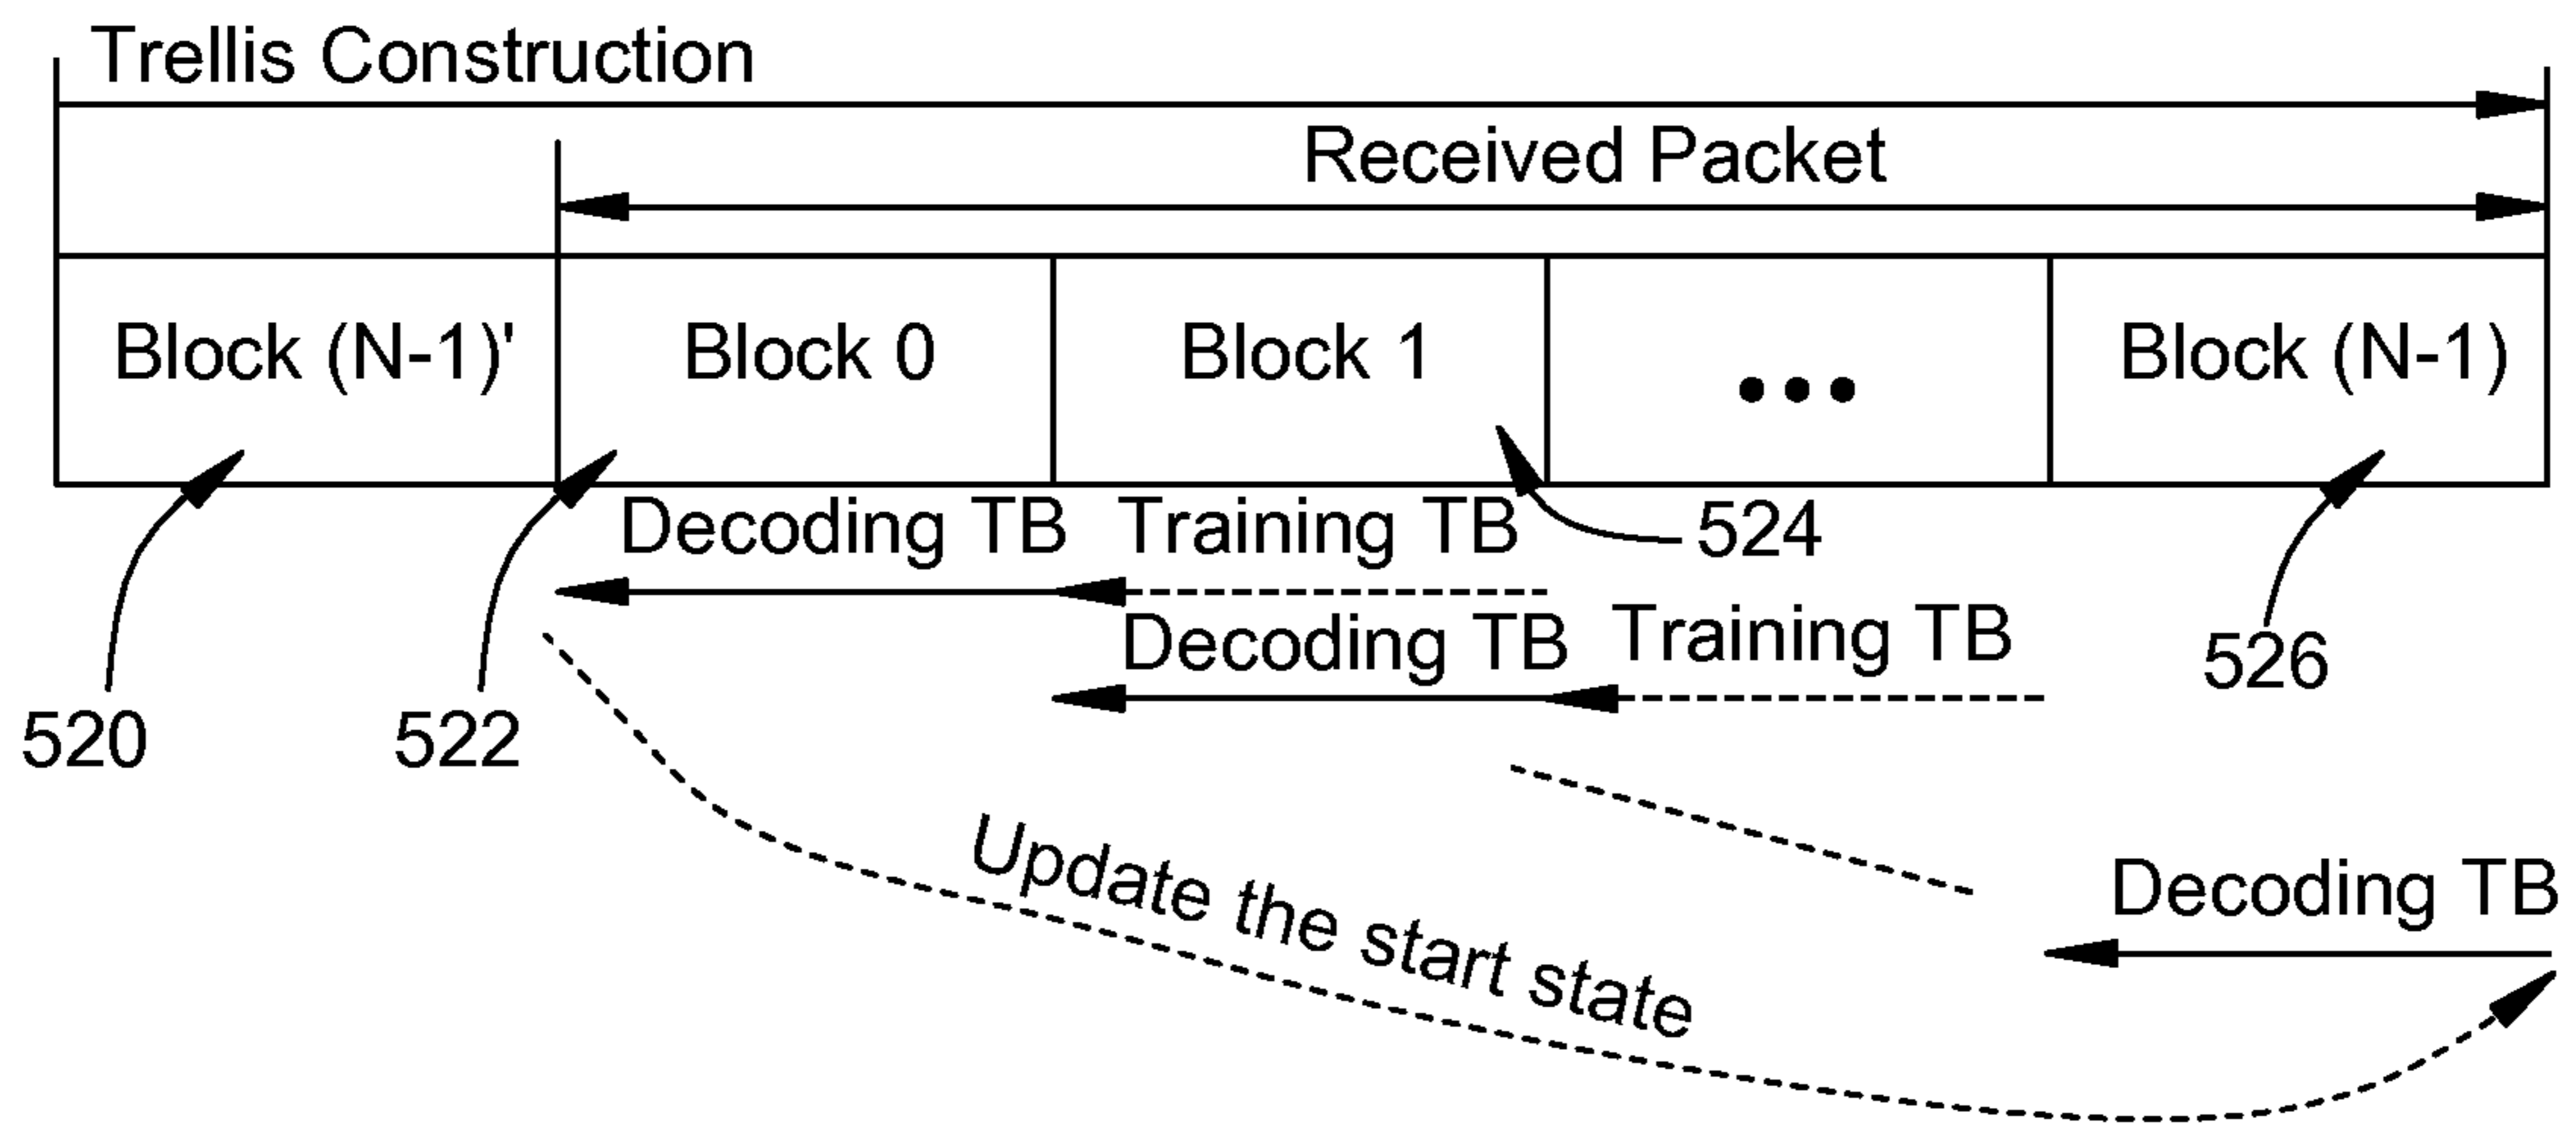 Trellis Construction
Received Packet
Block (N-1)'
Block 0
Block 1
•••
Block (N-1)
Decoding TB
Training TB
524
Decoding TB
Training TB
526
520
522
Update the start state
Decoding TB